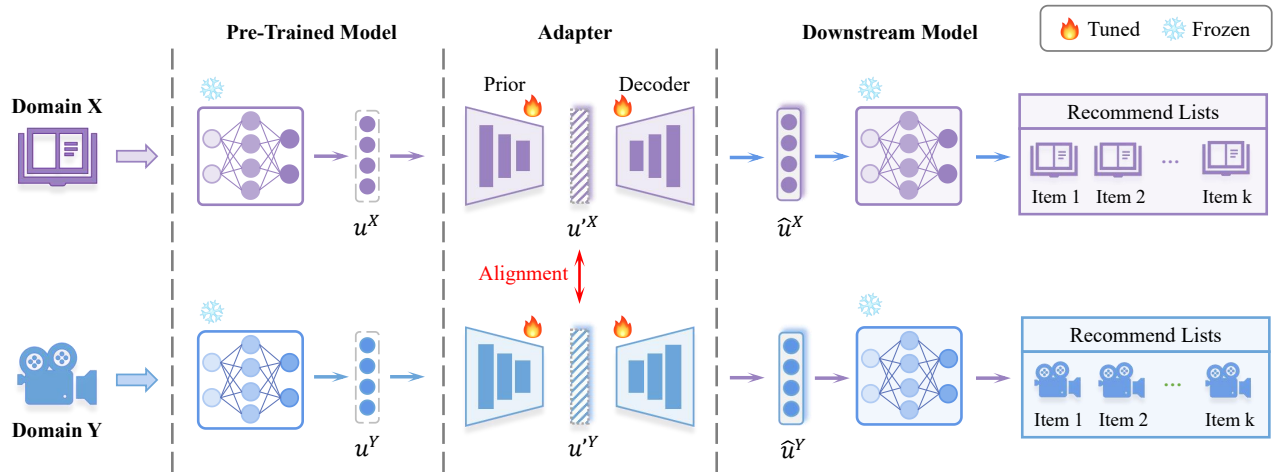 Pre-Trained Model
Adapter
Downstream Model
Tuned
Frozen
Domain X
Prior
Decoder
u^X
u'^X
û^X
Recommend Lists
Item 1
Item 2
...
Item k
Alignment
Domain Y
u^Y
u'^Y
û^Y
Recommend Lists
Item 1
Item 2
...
Item k